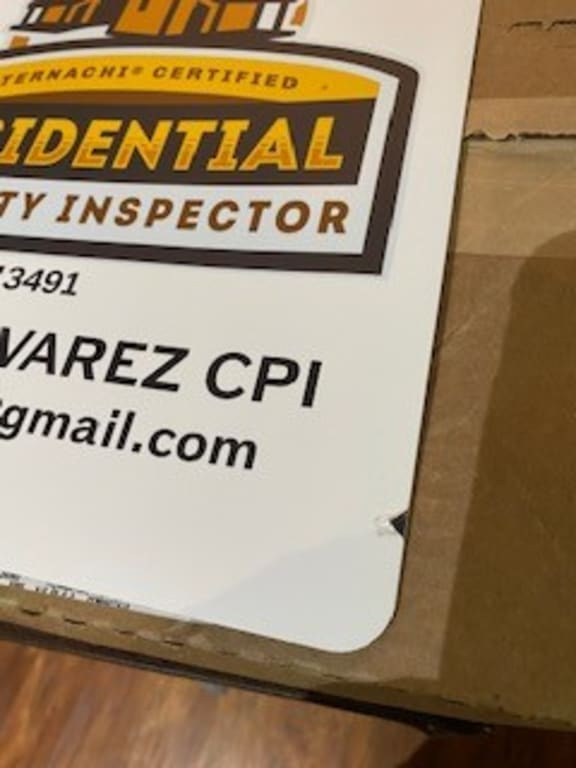 TERNACHI® CERTIFIED
SIDENTIAL
TY INSPECTOR
3491
VAREZ CPI
gmail.com